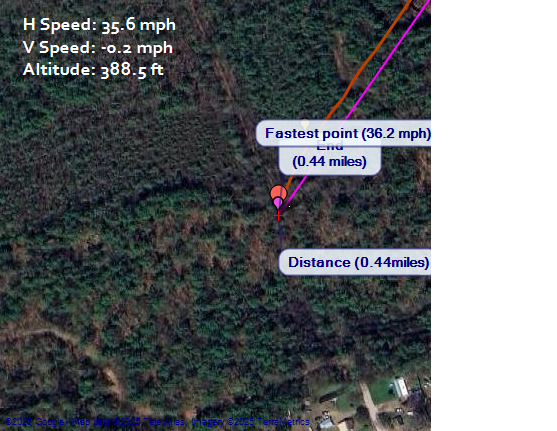 H Speed: 35.6 mph
V Speed: -0.2 mph
Altitude: 388.5 ft
Fastest point (36.2 mph)
End
(0.44 miles)
Distance (0.44miles)